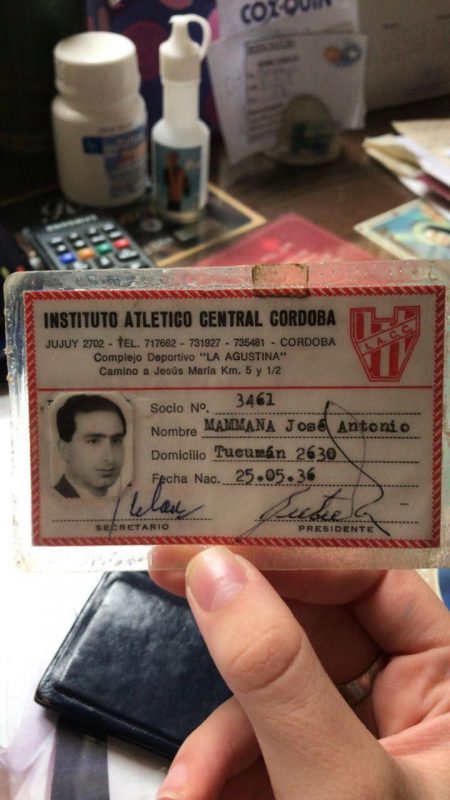 COX-QUIN
INSTITUTO ATLETICO CENTRAL CORDOBA
JUJUY 2702 - TEL. 717662 - 731927 - 735481 - CORDOBA
Complejo Deportivo "LA AGUSTINA"
Camino a Jesús María Km. 5 y 1/2
I.A.C.C.
Socio Nº. 3461
Nombre MAMMANA José Antonio
Domicilio Tucumán 2630
Fecha Nac. 25.05.36
SECRETARIO
PRESIDENTE